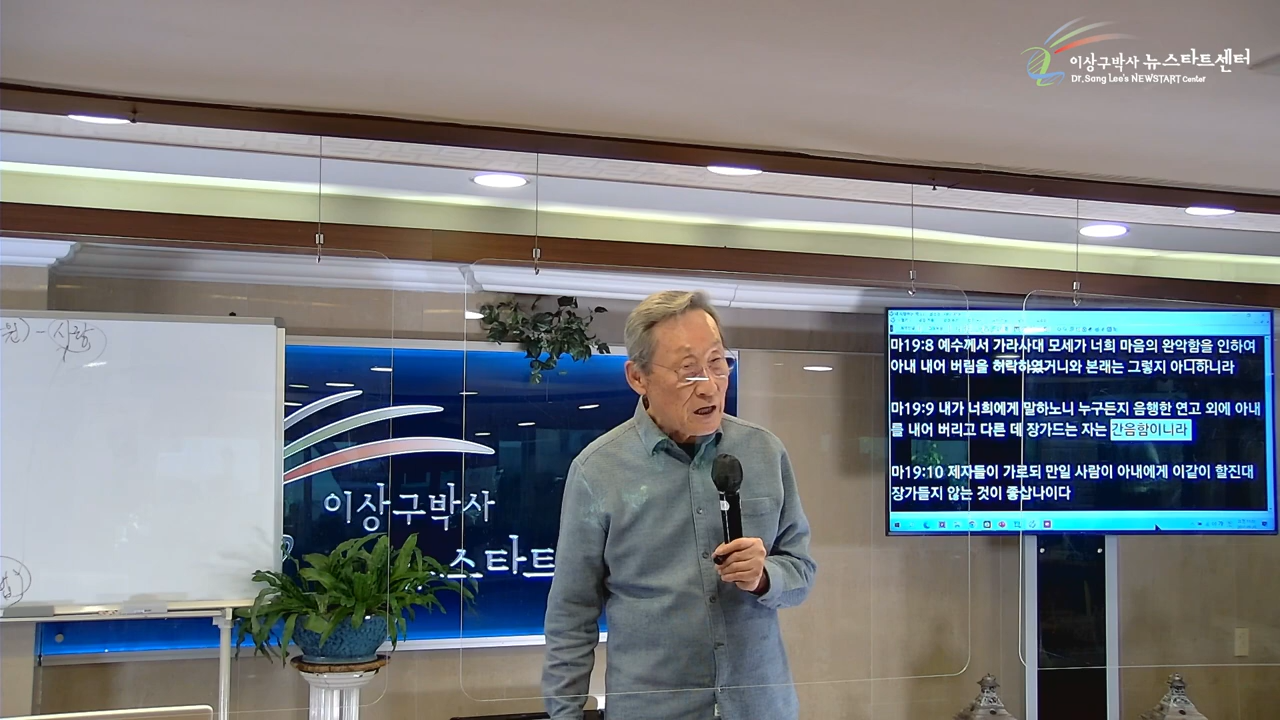 이상구박사 뉴스타트센터
Dr.Sang Lee's NEWSTART Center
원) - 사랑
이상구박사
스타트
마19:8 예수께서 가라사대 모세가 너희 마음의 완악함을 인하여
아내 내어 버림을 허락하였거니와 본래는 그렇지 아니하니라
마19:9 내가 너희에게 말하노니 누구든지 음행한 연고 외에 아내
를 내어 버리고 다른 데 장가드는 자는 간음함이니라
마19:10 제자들이 가로되 만일 사람이 아내에게 이같이 할진대
장가들지 않는 것이 좋삽나이다